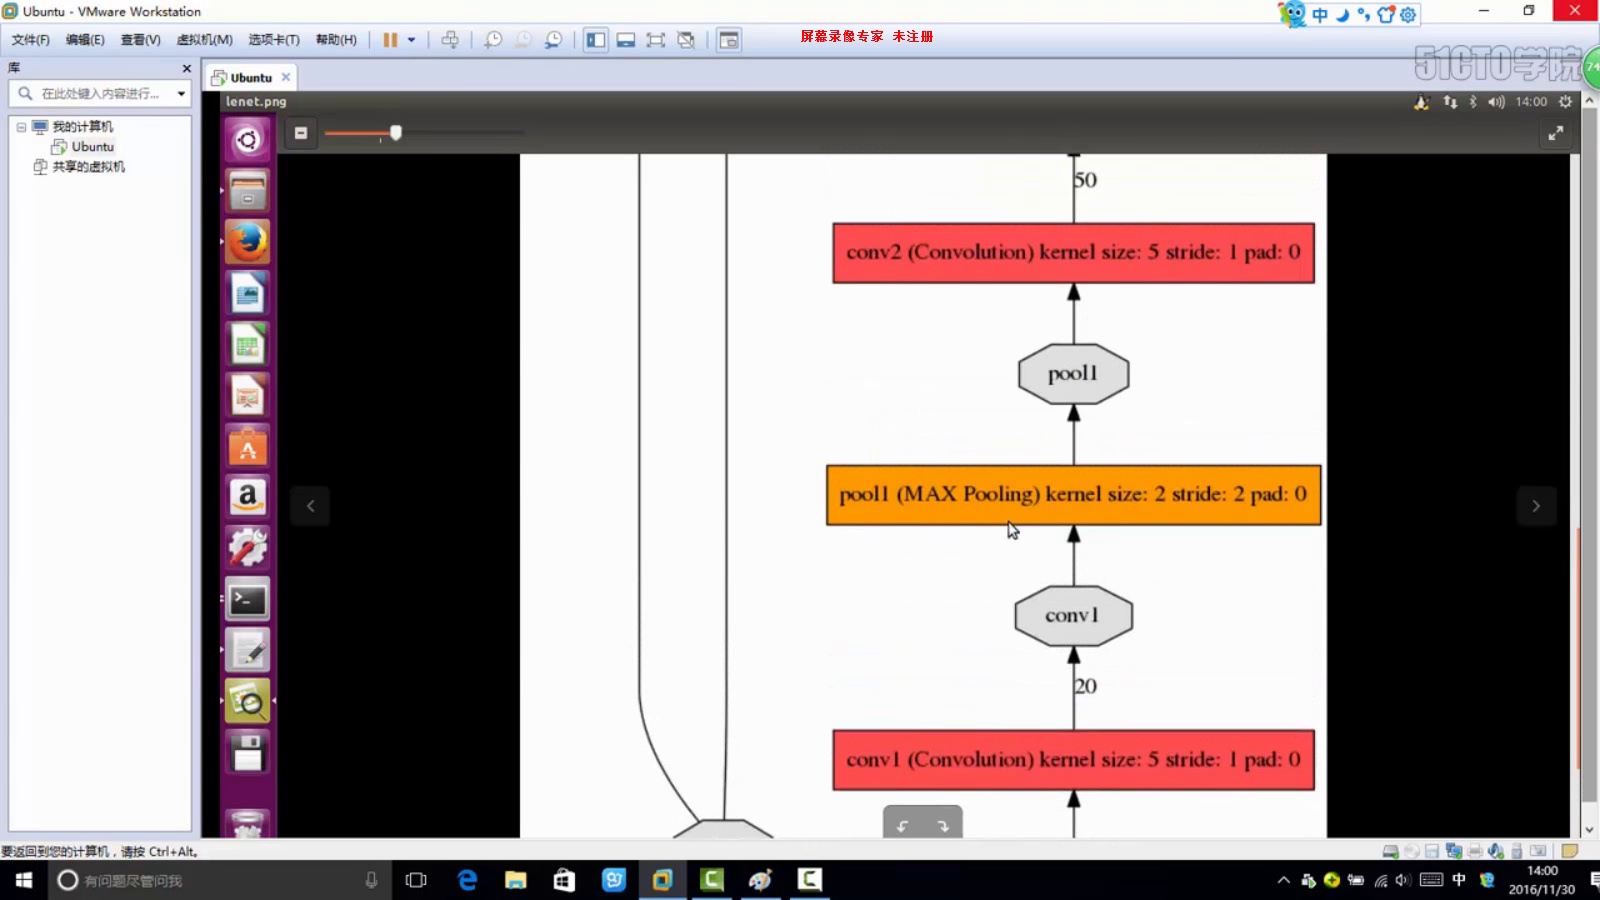 Ubuntu - VMware Workstation
中
文件(F) 编辑(E) 查看(V) 虚拟机(M) 选项卡(T) 帮助(H)
屏幕录像专家 未注册
51CTO学院
74
库
在此处键入内容进行...
我的计算机
Ubuntu
共享的虚拟机
Ubuntu
lenet.png
14:00
50
conv2 (Convolution) kernel size: 5 stride: 1 pad: 0
pool1
pool1 (MAX Pooling) kernel size: 2 stride: 2 pad: 0
conv1
20
conv1 (Convolution) kernel size: 5 stride: 1 pad: 0
要返回到您的计算机，请按 Ctrl+Alt。
有问题尽管问我
中
14:00
2016/11/30